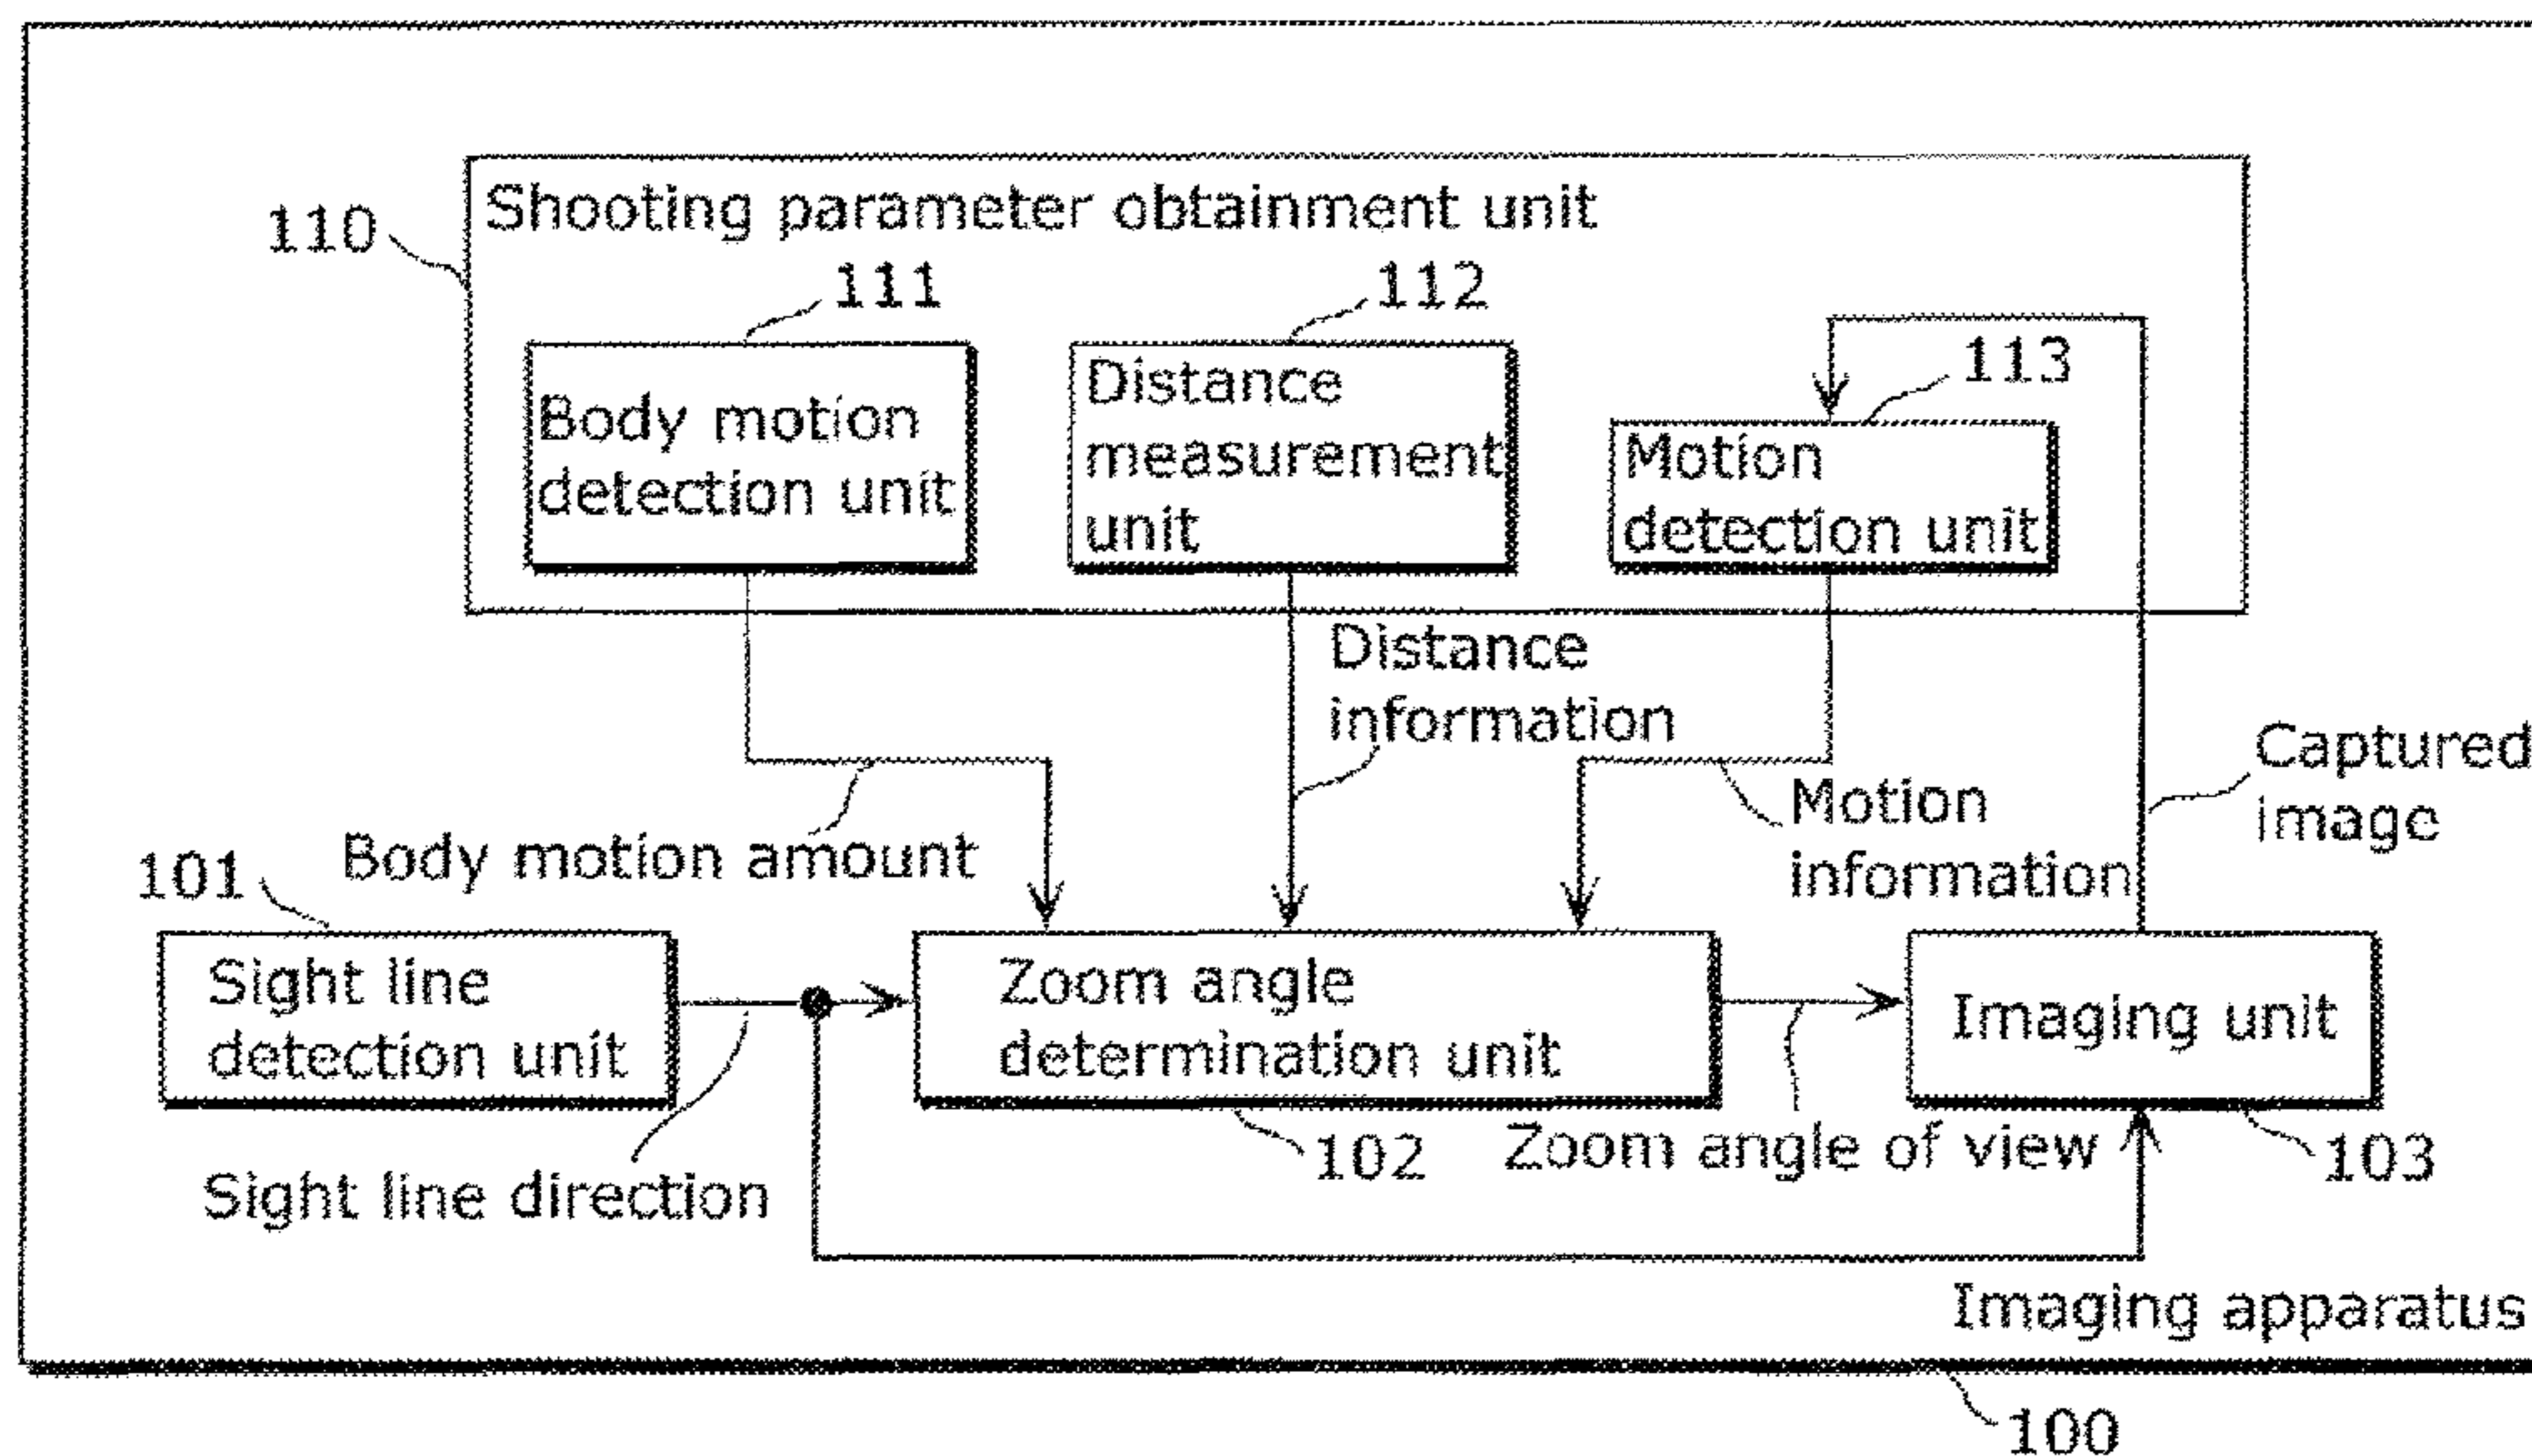 110
Shooting parameter obtainment unit
111
112
113
Body motion
detection unit
Distance
measurement
unit
Motion
detection unit
Distance
information
Motion
information
Captured
image
Body motion amount
101
Sight line
detection unit
Zoom angle
determination unit
Imaging unit
Sight line direction
102
Zoom angle of view
103
Imaging apparatus
100